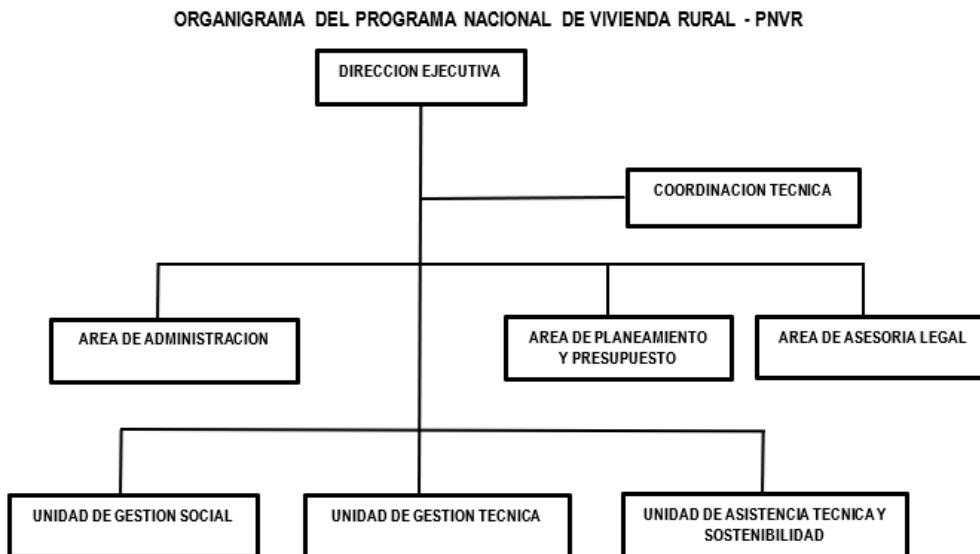 ORGANIGRAMA DEL PROGRAMA NACIONAL DE VIVIENDA RURAL - PNVR
DIRECCION EJECUTIVA
COORDINACION TECNICA
AREA DE ADMINISTRACION
AREA DE PLANEAMIENTO
Y PRESUPUESTO
AREA DE ASESORIA LEGAL
UNIDAD DE GESTION SOCIAL
UNIDAD DE GESTION TECNICA
UNIDAD DE ASISTENCIA TECNICA Y
SOSTENIBILIDAD